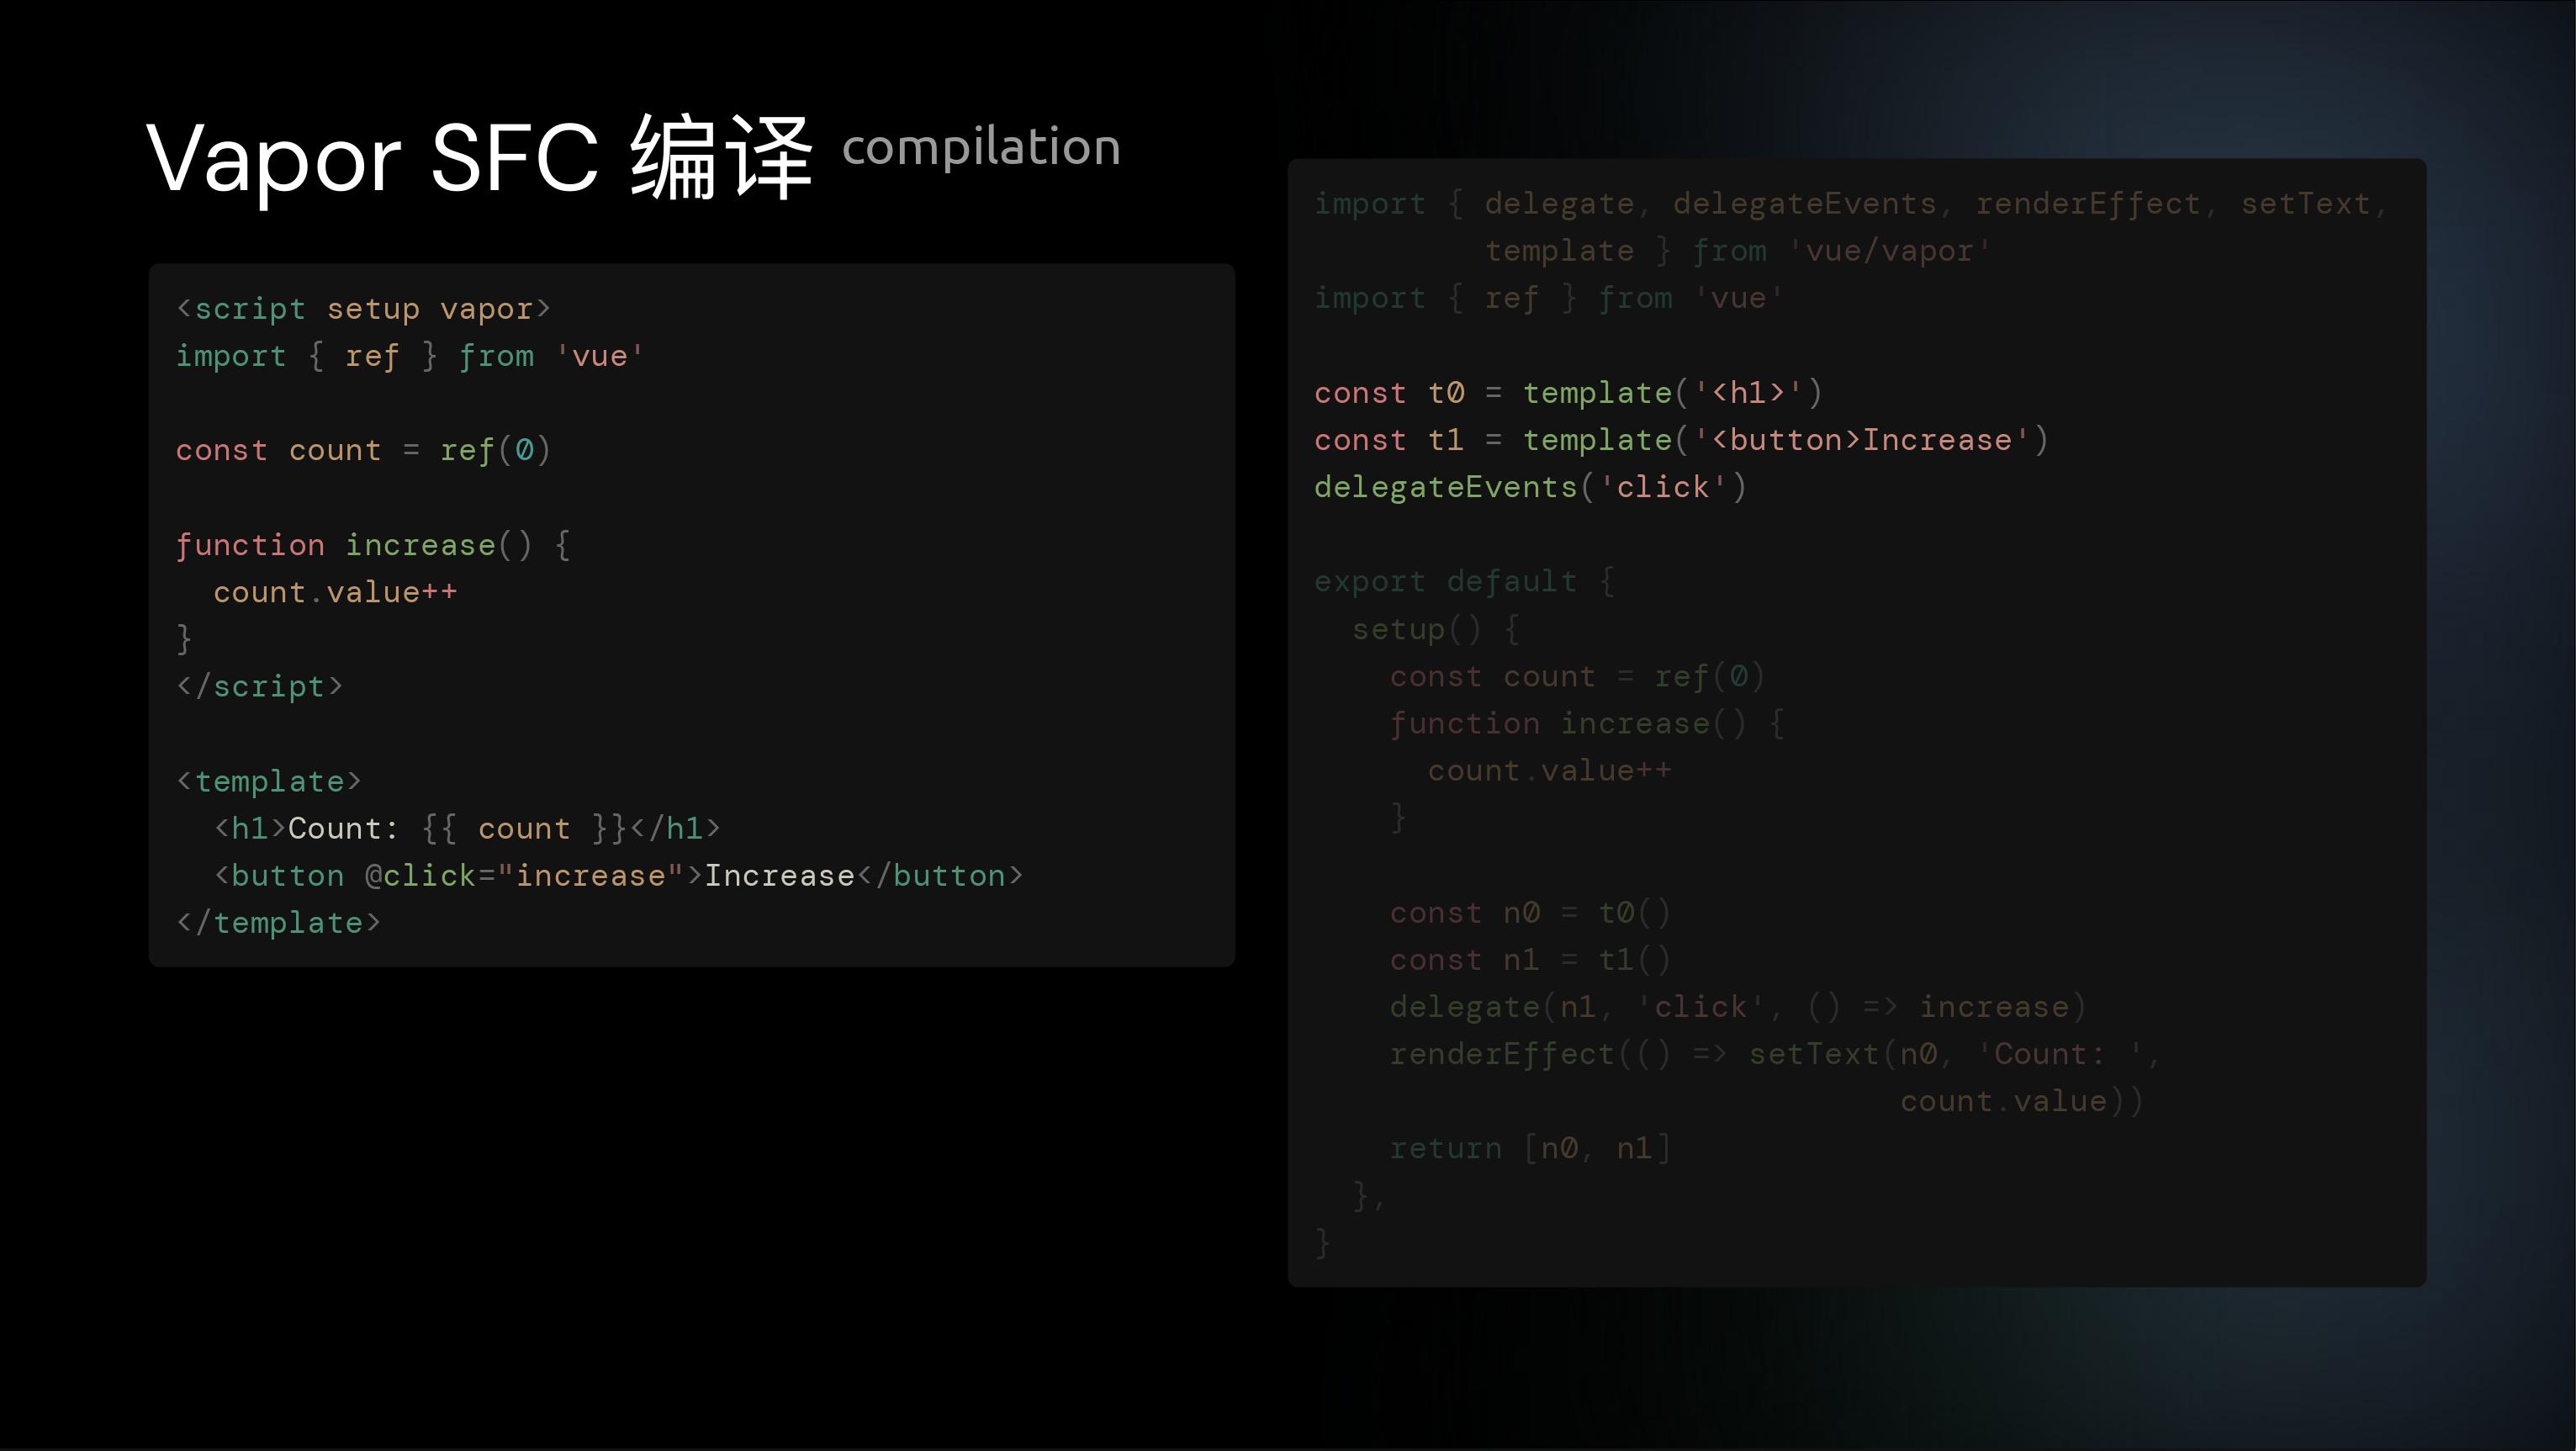 Vapor SFC 编译 compilation
<script setup vapor>
import { ref } from 'vue'
const count = ref(0)
function increase() {
  count.value++
}
</script>
<template>
  <h1>Count: {{ count }}</h1>
  <button @click="increase">Increase</button>
</template>
import { delegate, delegateEvents, renderEffect, setText,
         template } from 'vue/vapor'
import { ref } from 'vue'
const t0 = template('<h1>')
const t1 = template('<button>Increase')
delegateEvents('click')
export default {
  setup() {
    const count = ref(0)
    function increase() {
      count.value++
    }
    const n0 = t0()
    const n1 = t1()
    delegate(n1, 'click', () => increase)
    renderEffect(() => setText(n0, 'Count: ',
                               count.value))
    return [n0, n1]
  },
}